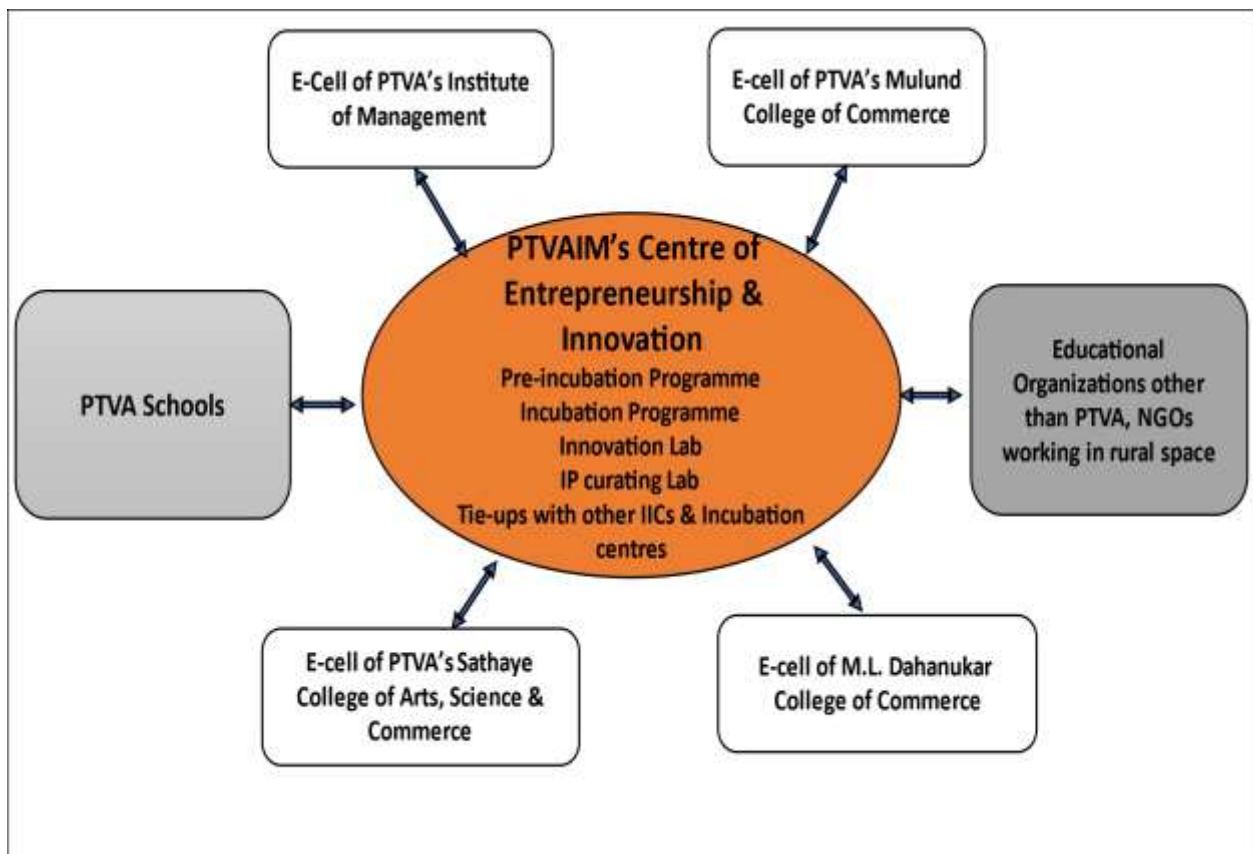 E-Cell of PTVA's Institute
of Management
E-cell of PTVA's Mulund
College of Commerce
PTVAIM's Centre of
Entrepreneurship &
Innovation
Pre-incubation Programme
Incubation Programme
Innovation Lab
IP curating Lab
Tie-ups with other IICs & Incubation
centres
PTVA Schools
Educational
Organizations other
than PTVA, NGOs
working in rural space
E-cell of PTVA's Sathaye
College of Arts, Science &
Commerce
E-cell of M.L. Dahanukar
College of Commerce